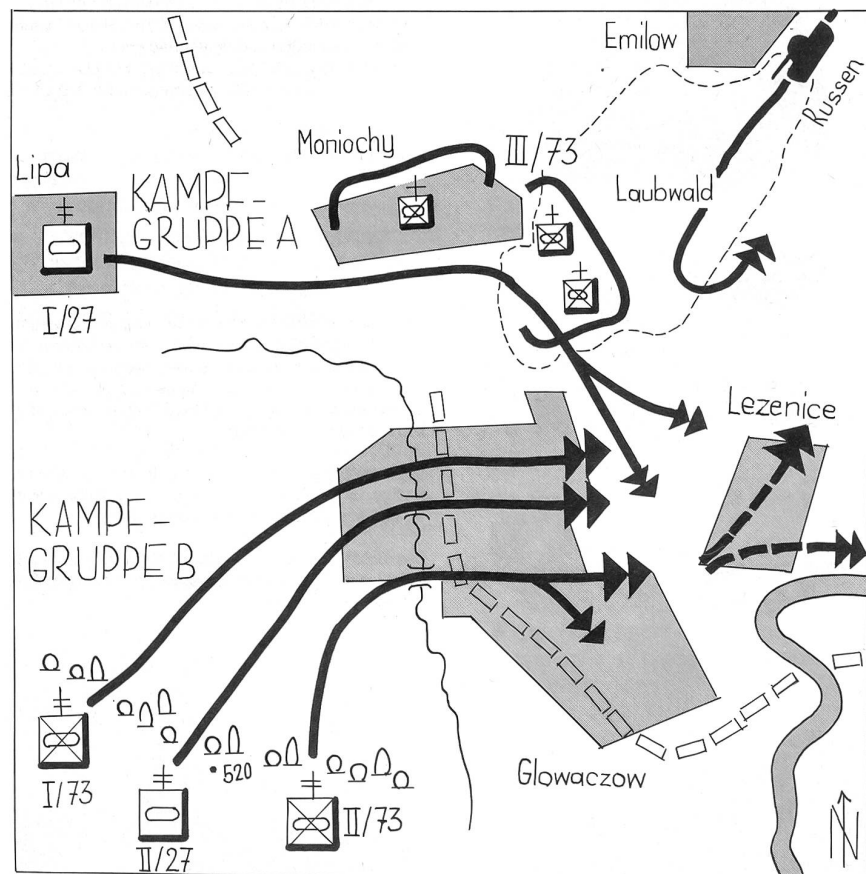 Emilow
Russen
Moniochy
III/73
Lipa
KAMPF-
GRUPPE A
Laubwald
I/27
Lezenice
KAMPF-
GRUPPE B
I/73
520
II/73
II/27
Glowaczow
N